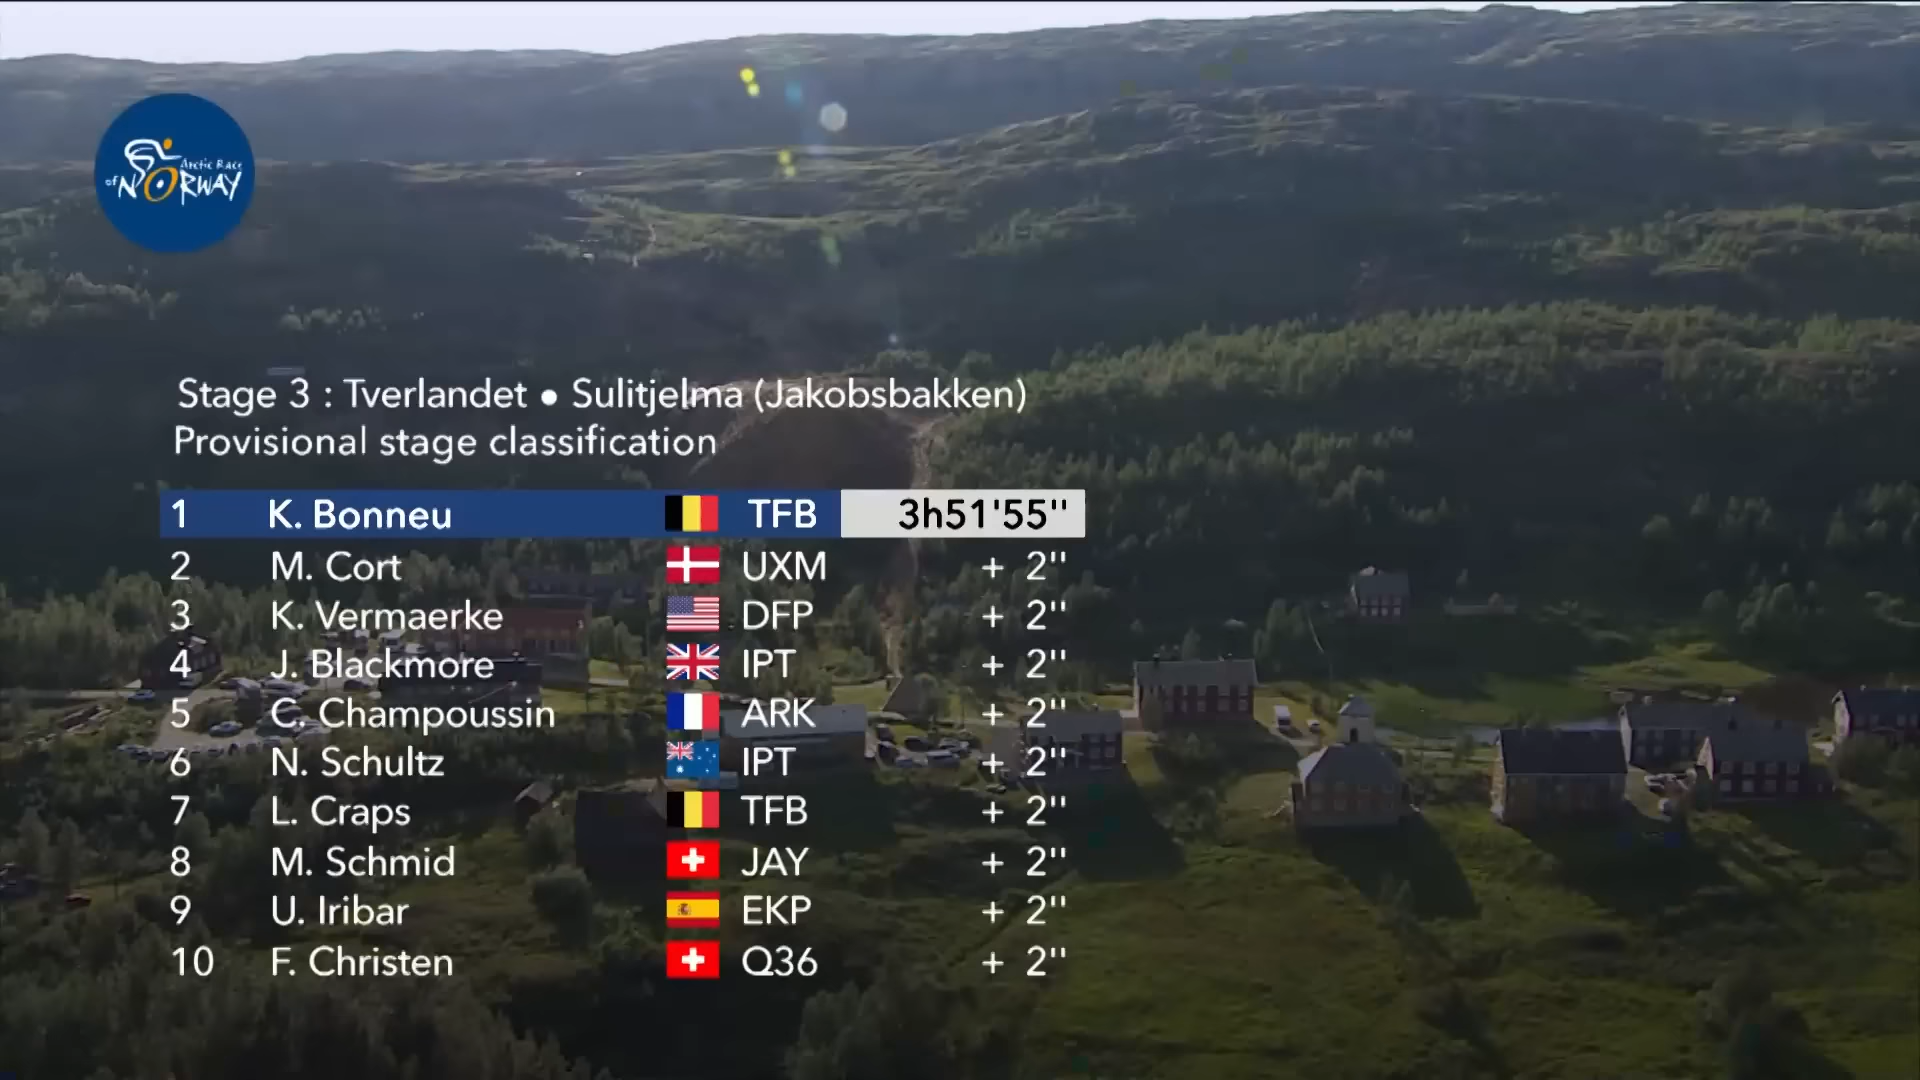 Arctic Race
of NORWAY
Stage 3 : Tverlandet • Sulitjelma (Jakobsbakken)
Provisional stage classification
1 K. Bonneu TFB 3h51'55''
2 M. Cort UXM + 2''
3 K. Vermaerke DFP + 2''
4 J. Blackmore IPT + 2''
5 C. Champoussin ARK + 2''
6 N. Schultz IPT + 2''
7 L. Craps TFB + 2''
8 M. Schmid JAY + 2''
9 U. Iribar EKP + 2''
10 F. Christen Q36 + 2''